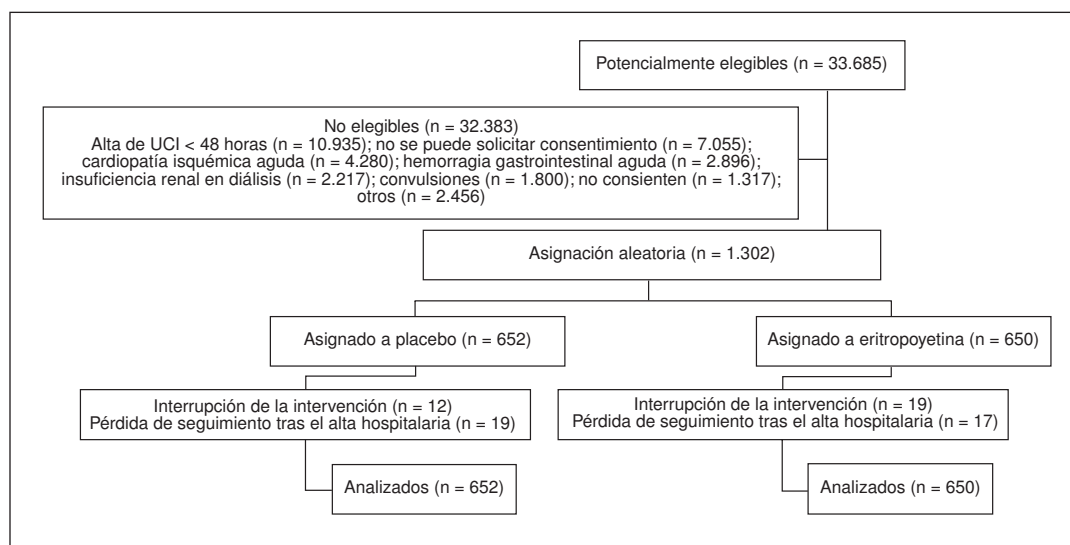 Potencialmente elegibles (n = 33.685)
No elegibles (n = 32.383)
Alta de UCI < 48 horas (n = 10.935); no se puede solicitar consentimiento (n = 7.055);
cardiopatía isquémica aguda (n = 4.280); hemorragia gastrointestinal aguda (n = 2.896);
insuficiencia renal en diálisis (n = 2.217); convulsiones (n = 1.800); no consienten (n = 1.317);
otros (n = 2.456)
Asignación aleatoria (n = 1.302)
Asignado a placebo (n = 652)
Asignado a eritropoyetina (n = 650)
Interrupción de la intervención (n = 12)
Pérdida de seguimiento tras el alta hospitalaria (n = 19)
Interrupción de la intervención (n = 19)
Pérdida de seguimiento tras el alta hospitalaria (n = 17)
Analizados (n = 652)
Analizados (n = 650)